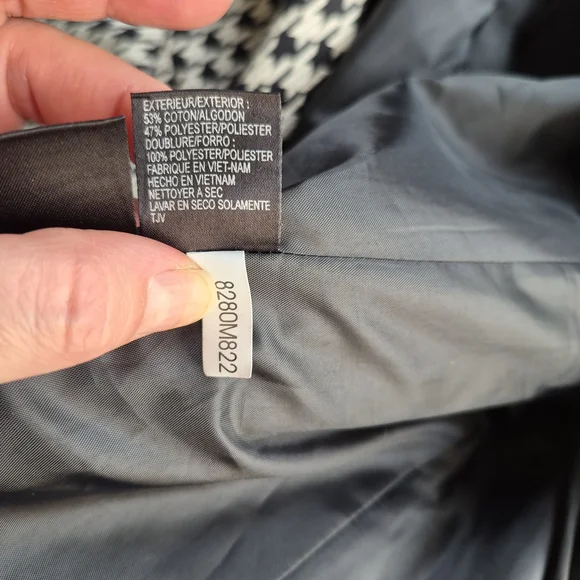 EXTERIEUR/EXTERIOR :
53% COTON/ALGODON
47% POLYESTER/POLIESTER
DOUBLURE/FORRO :
100% POLYESTER/POLIESTER
FABRIQUE EN VIET-NAM
HECHO EN VIETNAM
NETTOYER A SEC
LAVAR EN SECO SOLAMENTE
TJV
8280M822